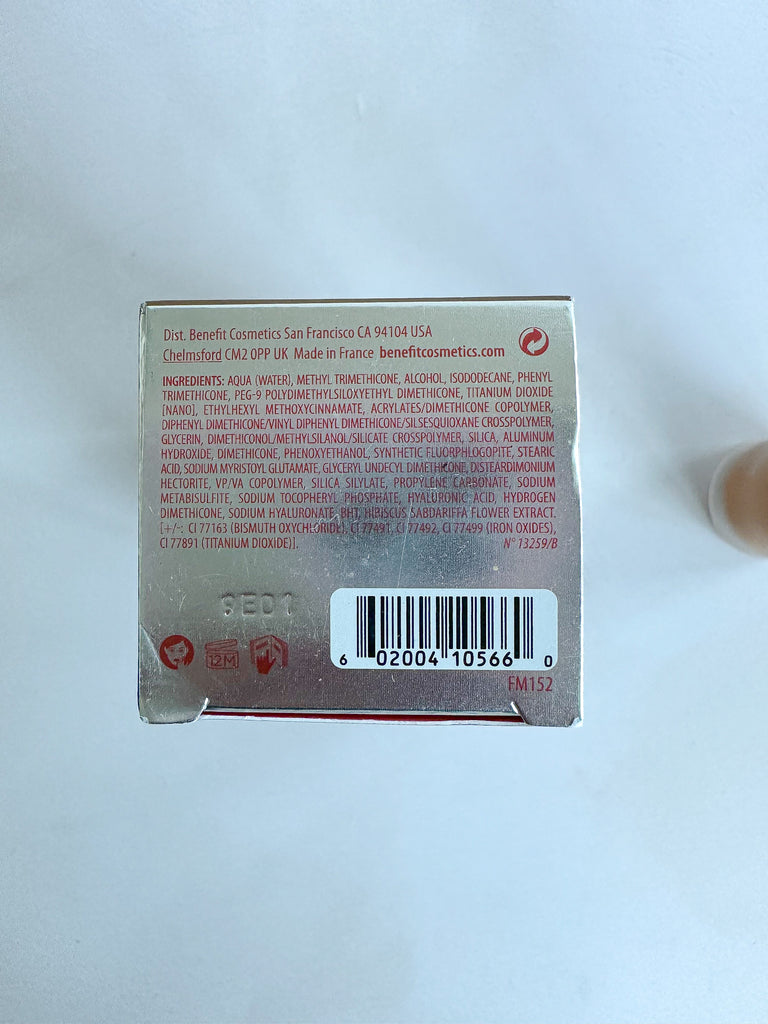 Dist. Benefit Cosmetics San Francisco CA 94104 USA
Chelmsford CM2 0PP UK Made in France benefitcosmetics.com
INGREDIENTS: AQUA (WATER), METHYL TRIMETHICONE, ALCOHOL, ISODODECANE, PHENYL
TRIMETHICONE, PEG-9 POLYDIMETHYLSILOXYETHYL DIMETHICONE, TITANIUM DIOXIDE
[NANO], ETHYLHEXYL METHOXYCINNAMATE, ACRYLATES/DIMETHICONE COPOLYMER,
DIPHENYL DIMETHICONE/VINYL DIPHENYL DIMETHICONE/SILSESQUIOXANE CROSSPOLYMER,
GLYCERIN, DIMETHICONOL/METHYLSILANOL/SILICATE CROSSPOLYMER, SILICA, ALUMINUM
HYDROXIDE, DIMETHICONE, PHENOXYETHANOL, SYNTHETIC FLUORPHLOGOPITE, STEARIC
ACID, SODIUM MYRISTOYL GLUTAMATE, GLYCERYL UNDECYL DIMETHICONE, DISTEARDIMONIUM
HECTORITE, VP/VA COPOLYMER, SILICA SILYLATE, PROPYLENE CARBONATE, SODIUM
METABISULFITE, SODIUM TOCOPHERYL PHOSPHATE, HYALURONIC ACID, HYDROGEN
DIMETHICONE, SODIUM HYALURONATE, BHT, HIBISCUS SABDARIFFA FLOWER EXTRACT.
[+/-: CI 77163 (BISMUTH OXYCHLORIDE), CI 77491, CI 77492, CI 77499 (IRON OXIDES),
CI 77891 (TITANIUM DIOXIDE)]. N° 13259/B
9E01
12M
6 02004 10566 0
FM152